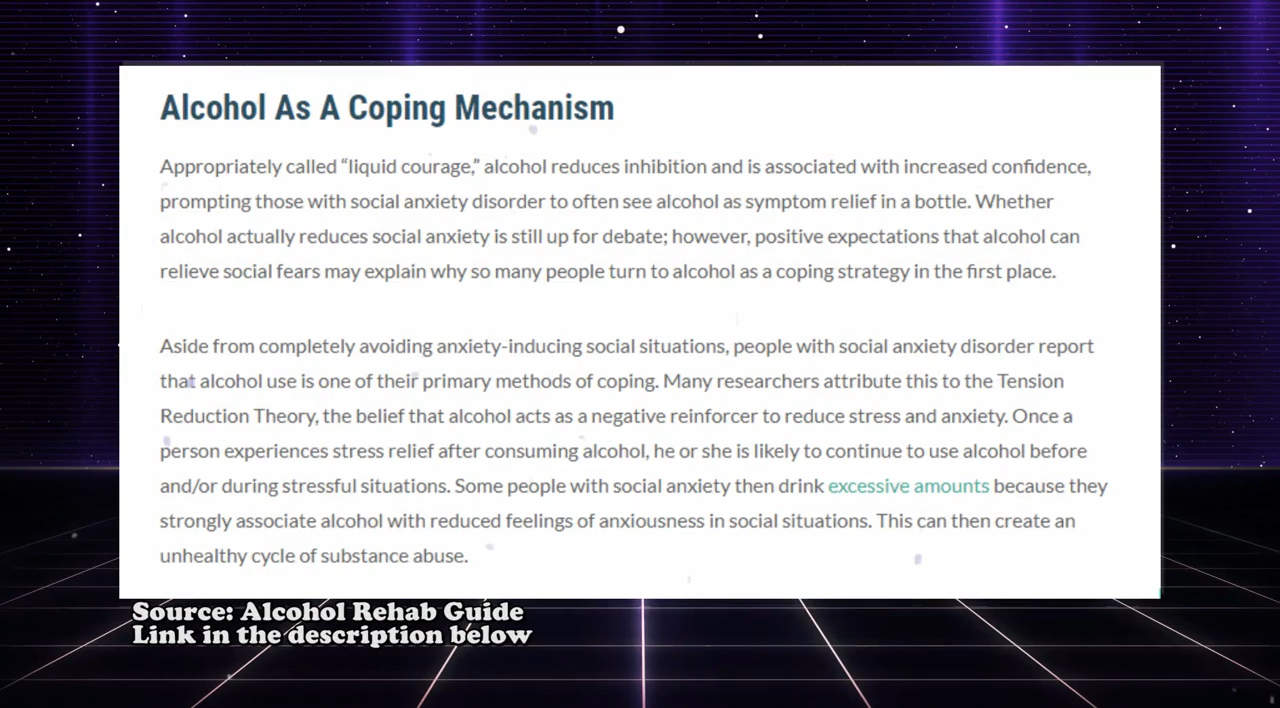 Alcohol As A Coping Mechanism
Appropriately called “liquid courage,” alcohol reduces inhibition and is associated with increased confidence,
prompting those with social anxiety disorder to often see alcohol as symptom relief in a bottle. Whether
alcohol actually reduces social anxiety is still up for debate; however, positive expectations that alcohol can
relieve social fears may explain why so many people turn to alcohol as a coping strategy in the first place.
Aside from completely avoiding anxiety-inducing social situations, people with social anxiety disorder report
that alcohol use is one of their primary methods of coping. Many researchers attribute this to the Tension
Reduction Theory, the belief that alcohol acts as a negative reinforcer to reduce stress and anxiety. Once a
person experiences stress relief after consuming alcohol, he or she is likely to continue to use alcohol before
and/or during stressful situations. Some people with social anxiety then drink excessive amounts because they
strongly associate alcohol with reduced feelings of anxiousness in social situations. This can then create an
unhealthy cycle of substance abuse.
Source: Alcohol Rehab Guide
Link in the description below